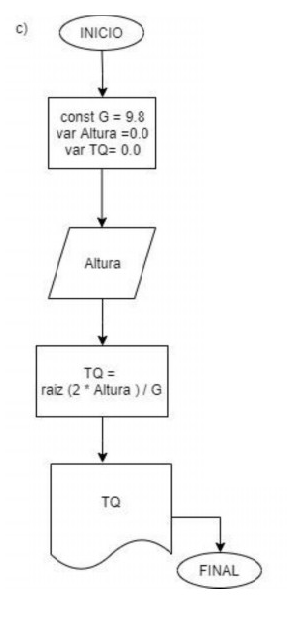 c)
INICIO
const G = 9.8
var Altura =0.0
var TQ= 0.0
Altura
TQ =
raiz (2 * Altura ) / G
TQ
FINAL